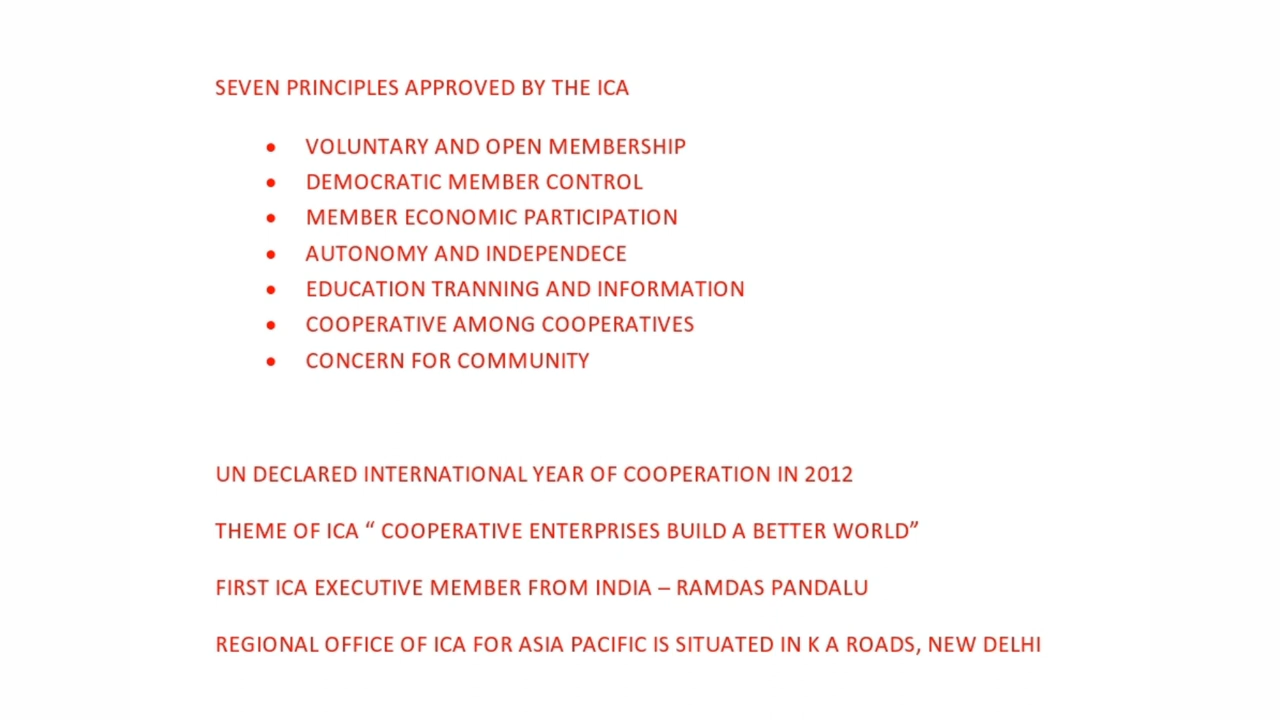 SEVEN PRINCIPLES APPROVED BY THE ICA
• VOLUNTARY AND OPEN MEMBERSHIP
• DEMOCRATIC MEMBER CONTROL
• MEMBER ECONOMIC PARTICIPATION
• AUTONOMY AND INDEPENDECE
• EDUCATION TRANNING AND INFORMATION
• COOPERATIVE AMONG COOPERATIVES
• CONCERN FOR COMMUNITY
UN DECLARED INTERNATIONAL YEAR OF COOPERATION IN 2012
THEME OF ICA “ COOPERATIVE ENTERPRISES BUILD A BETTER WORLD”
FIRST ICA EXECUTIVE MEMBER FROM INDIA – RAMDAS PANDALU
REGIONAL OFFICE OF ICA FOR ASIA PACIFIC IS SITUATED IN K A ROADS, NEW DELHI